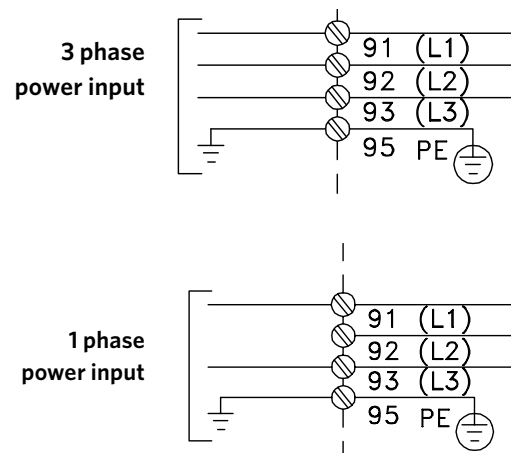 3 phase
power input
91 (L1)
92 (L2)
93 (L3)
95 PE
1 phase
power input
91 (L1)
92 (L2)
93 (L3)
95 PE